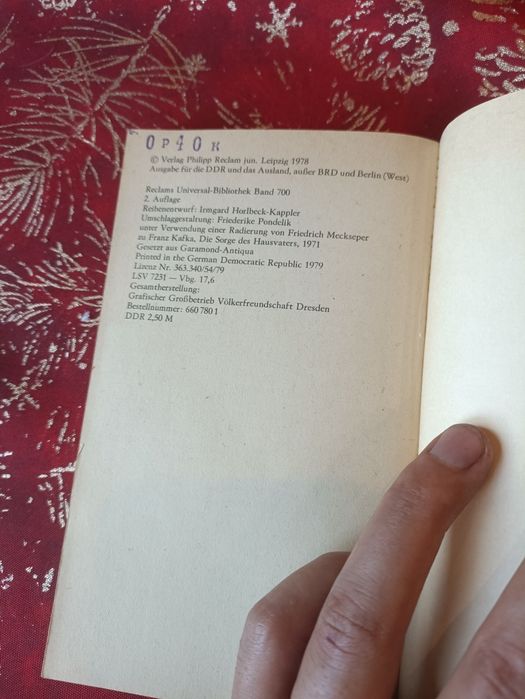 OP40K
© Verlag Philipp Reclam jun. Leipzig 1978
Ausgabe für die DDR und das Ausland, außer BRD und Berlin (West)
Reclams Universal-Bibliothek Band 700
2. Auflage
Reihenentwurf: Irmgard Horlbeck-Kappler
Umschlaggestaltung: Friederike Pondelik
unter Verwendung einer Radierung von Friedrich Meckseper
zu Franz Kafka, Die Sorge des Hausvaters, 1971
Gesetzt aus Garamond-Antiqua
Printed in the German Democratic Republic 1979
Lizenz Nr. 363.340/54/79
LSV 7231 — Vbg. 17,6
Gesamtherstellung:
Grafischer Großbetrieb Völkerfreundschaft Dresden
Bestellnummer: 660 780 1
DDR 2,50 M